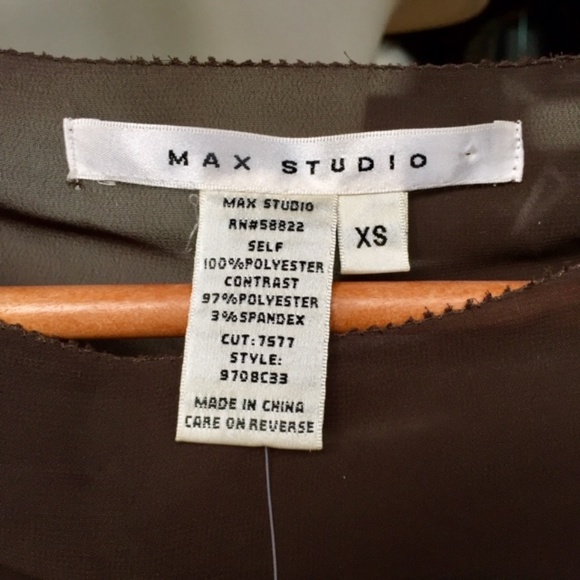 MAX STUDIO
MAX STUDIO
RN#58822
SELF
100%POLYESTER
CONTRAST
97%POLYESTER
3%SPANDEX
CUT:7577
STYLE:
9708C33
MADE IN CHINA
CARE ON REVERSE
XS